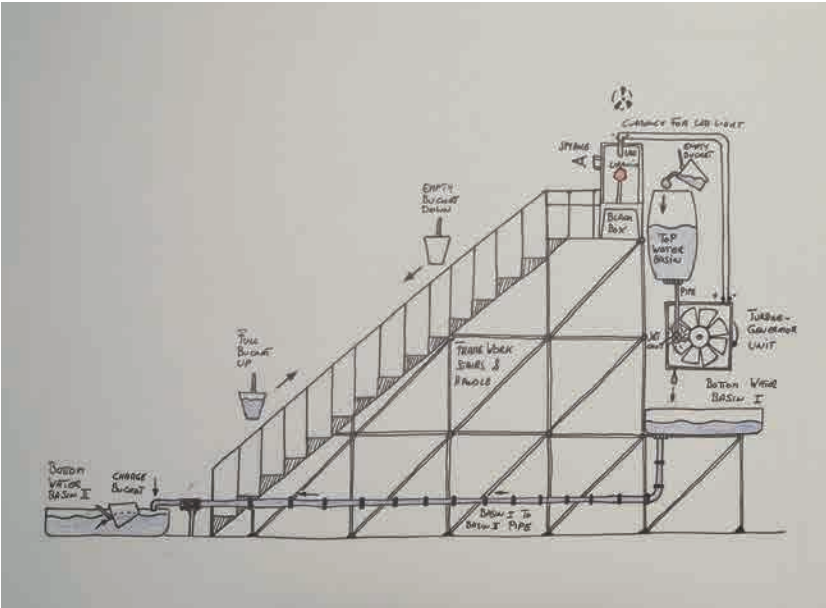 CURRENCY FOR LED LIGHT
EMPTY
BUCKET
LED
BLACK
BOX
TOP
WATER
BASIN
PIPE
TURBINE-
GENERATOR
UNIT
EMPTY
BUCKET
DOWN
FULL
BUCKET
UP
FRAME WORK
STAIRS &
HANDLE
BOTTOM WATER
BASIN I
BOTTOM
WATER
BASIN II
CHARGE
BUCKET
BASIN I TO
BASIN II PIPE